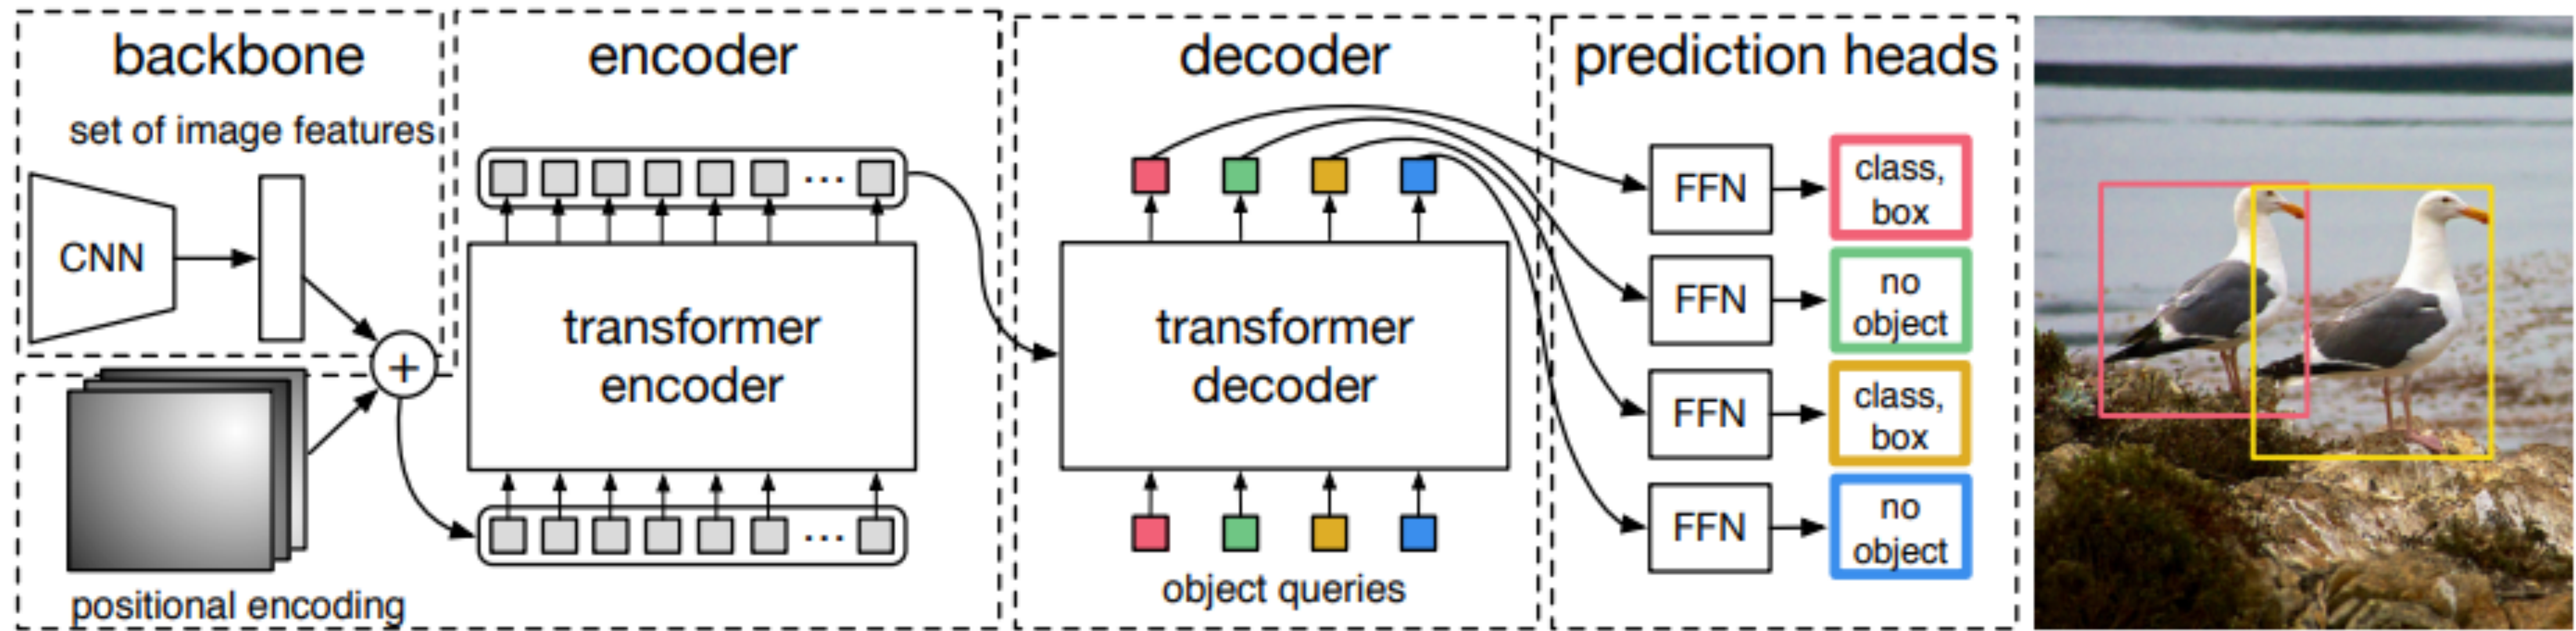 backbone
set of image features
CNN
+
positional encoding
encoder
...
transformer
encoder
...
decoder
transformer
decoder
object queries
prediction heads
FFN
class,
box
FFN
no
object
FFN
class,
box
FFN
no
object